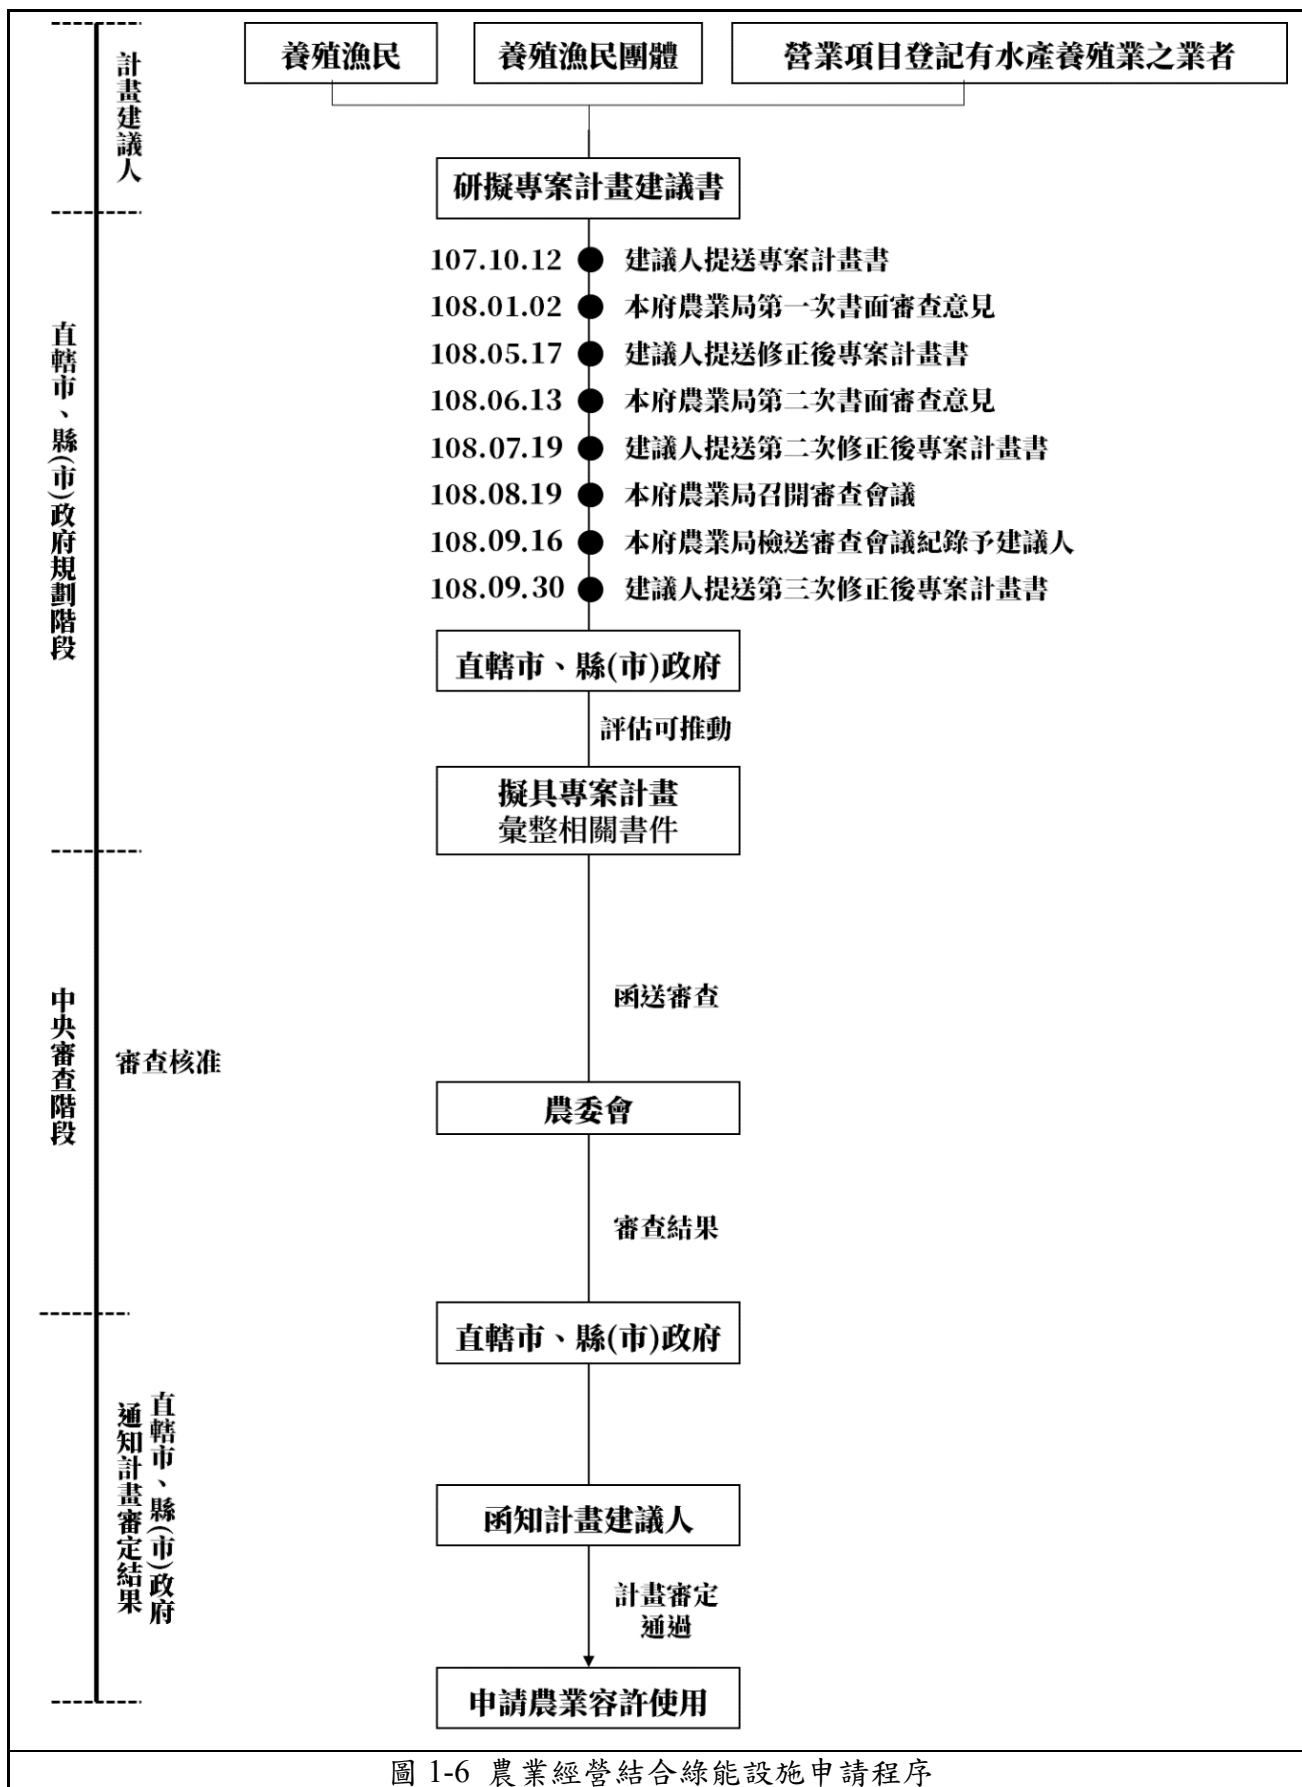 養殖漁民
養殖漁民團體
營業項目登記有水產養殖業之業者
計畫建議人
研擬專案計畫建議書
直轄市、縣(市)政府規劃階段
107.10.12 建議人提送專案計畫書
108.01.02 本府農業局第一次書面審查意見
108.05.17 建議人提送修正後專案計畫書
108.06.13 本府農業局第二次書面審查意見
108.07.19 建議人提送第二次修正後專案計畫書
108.08.19 本府農業局召開審查會議
108.09.16 本府農業局檢送審查會議紀錄予建議人
108.09.30 建議人提送第三次修正後專案計畫書
直轄市、縣(市)政府
評估可推動
擬具專案計畫
彙整相關書件
中央審查階段
審查核准
函送審查
農委會
審查結果
直轄市、縣(市)政府
直轄市、縣(市)政府
通知計畫審定結果
函知計畫建議人
計畫審定
通過
申請農業容許使用
圖 1-6 農業經營結合綠能設施申請程序